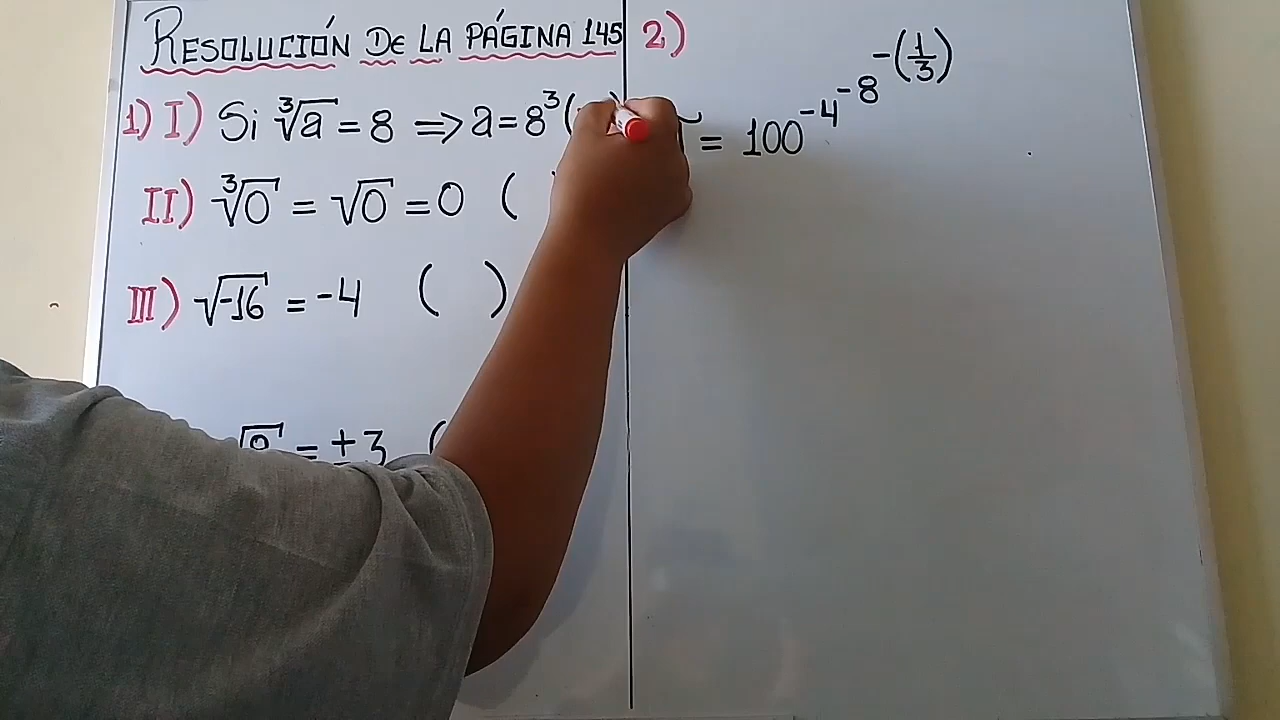 RESOLUCIÓN DE LA PÁGINA 145
1) I) Si ∛a = 8 ⟹ a = 8³ (
II) ∛0 = √0 = 0 (
III) √-16 = -4 ( )
= ±3 (
2)
= 100^-4^-8^-(1/3)